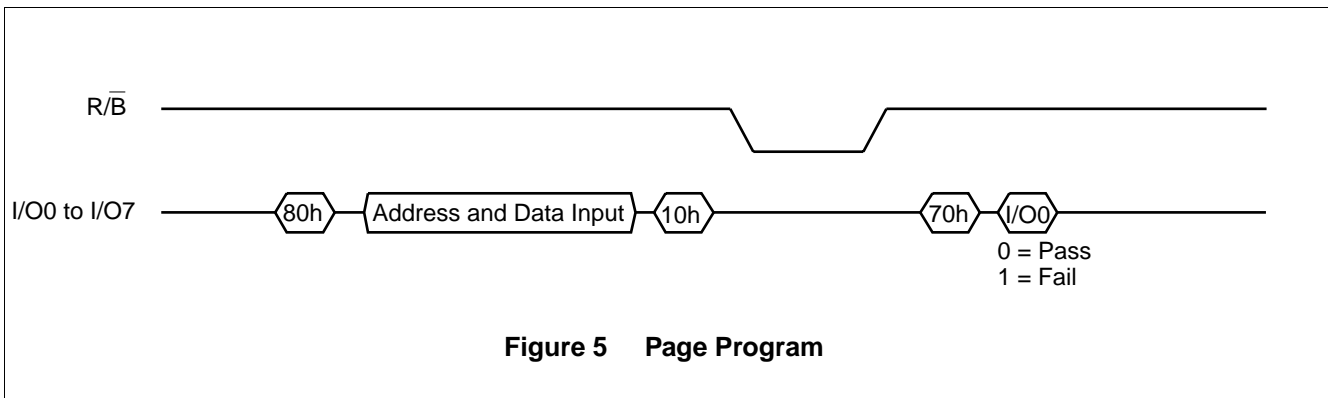 R/B̅
I/O0 to I/O7
80h
Address and Data Input
10h
70h
I/O0
0 = Pass
1 = Fail
Figure 5 Page Program